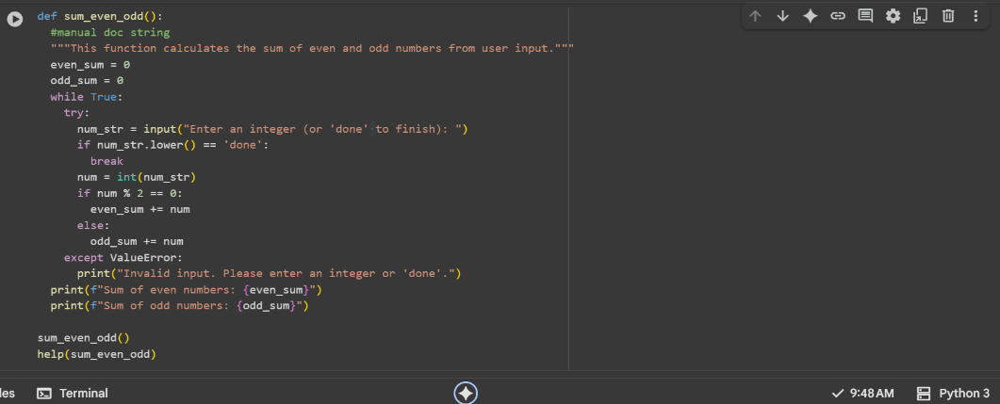 def sum_even_odd():
  #manual doc string
  """This function calculates the sum of even and odd numbers from user input."""
  even_sum = 0
  odd_sum = 0
  while True:
    try:
      num_str = input("Enter an integer (or 'done' to finish): ")
      if num_str.lower() == 'done':
        break
      num = int(num_str)
      if num % 2 == 0:
        even_sum += num
      else:
        odd_sum += num
    except ValueError:
      print("Invalid input. Please enter an integer or 'done'.")
  print(f"Sum of even numbers: {even_sum}")
  print(f"Sum of odd numbers: {odd_sum}")

sum_even_odd()
help(sum_even_odd)
les Terminal 9:48 AM Python 3